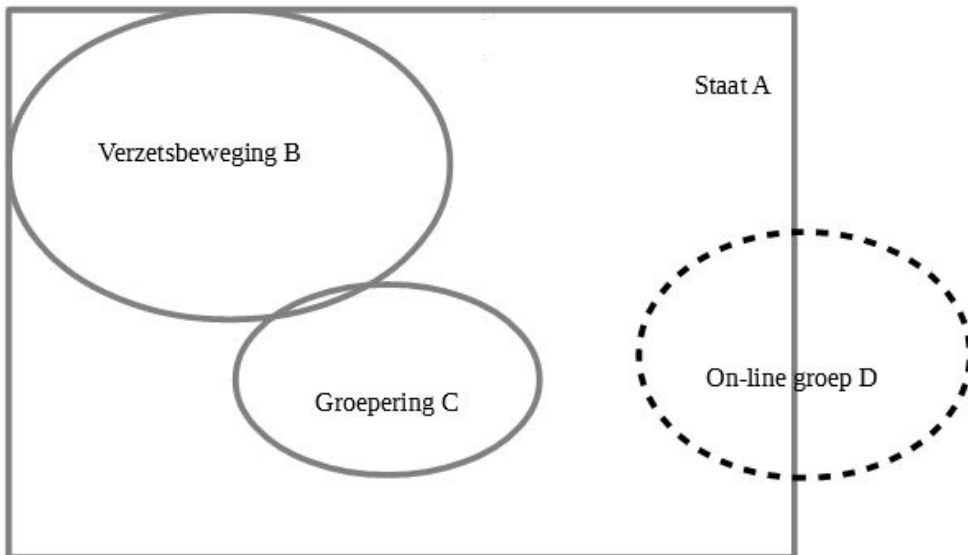 Staat A
Verzetsbeweging B
On-line groep D
Groepering C